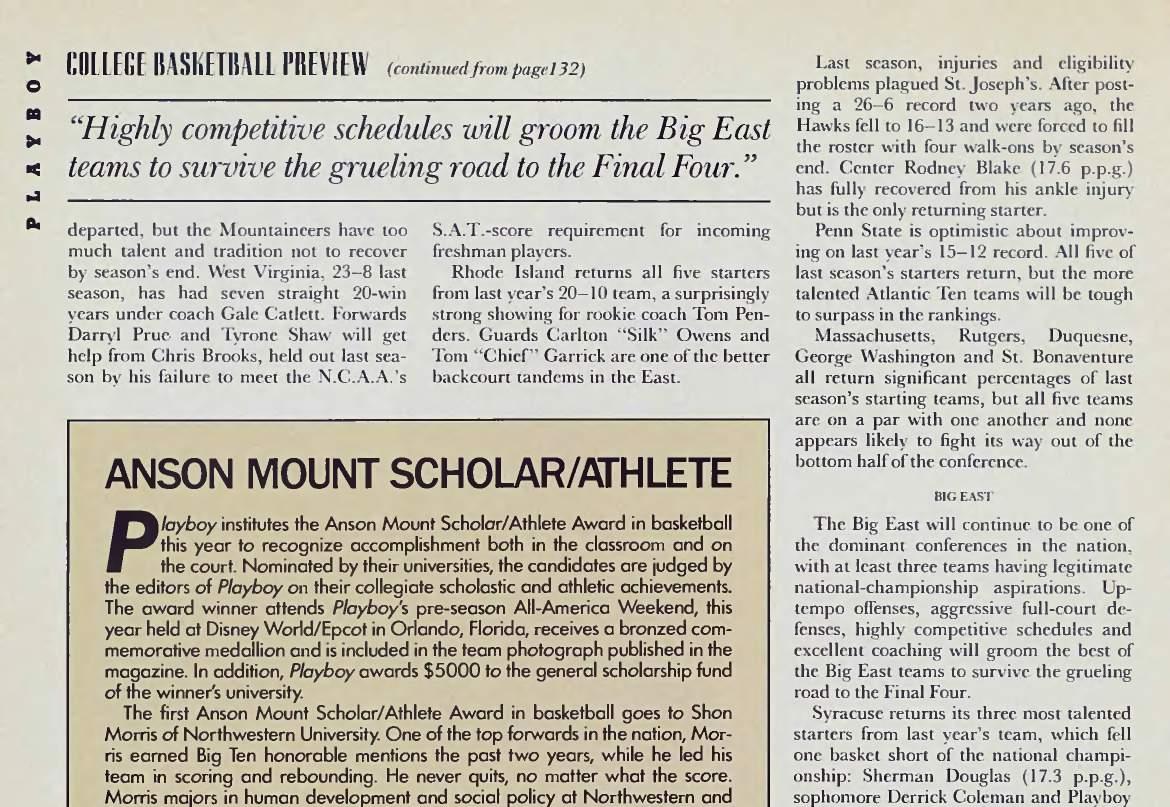 PLAYBOY
COLLEGE BASKETBALL PREVIEW (continued from page 132)
“Highly competitive schedules will groom the Big East
teams to survive the grueling road to the Final Four.”
departed, but the Mountaineers have too
much talent and tradition not to recover
by season's end. West Virginia, 23–8 last
season, has had seven straight 20-win
years under coach Gale Catlett. Forwards
Darryl Prue and Tyrone Shaw will get
help from Chris Brooks, held out last sea-
son by his failure to meet the N.C.A.A.'s
S.A.T.-score requirement for incoming
freshman players.
Rhode Island returns all five starters
from last year's 20–10 team, a surprisingly
strong showing for rookie coach Tom Pen-
ders. Guards Carlton “Silk” Owens and
Tom “Chief” Garrick are one of the better
backcourt tandems in the East.
ANSON MOUNT SCHOLAR/ATHLETE
Playboy institutes the Anson Mount Scholar/Athlete Award in basketball
this year to recognize accomplishment both in the classroom and on
the court. Nominated by their universities, the candidates are judged by
the editors of Playboy on their collegiate scholastic and athletic achievements.
The award winner attends Playboy's pre-season All-America Weekend, this
year held at Disney World/Epcot in Orlando, Florida, receives a bronzed com-
memorative medallion and is included in the team photograph published in the
magazine. In addition, Playboy awards $5000 to the general scholarship fund
of the winner's university.
The first Anson Mount Scholar/Athlete Award in basketball goes to Shon
Morris of Northwestern University. One of the top forwards in the nation, Mor-
ris earned Big Ten honorable mentions the past two years, while he led his
team in scoring and rebounding. He never quits, no matter what the score.
Morris majors in human development and social policy at Northwestern and
Last season, injuries and eligibility
problems plagued St. Joseph's. After post-
ing a 26–6 record two years ago, the
Hawks fell to 16–13 and were forced to fill
the roster with four walk-ons by season's
end. Center Rodney Blake (17.6 p.p.g.)
has fully recovered from his ankle injury
but is the only returning starter.
Penn State is optimistic about improv-
ing on last year's 15–12 record. All five of
last season's starters return, but the more
talented Atlantic Ten teams will be tough
to surpass in the rankings.
Massachusetts, Rutgers, Duquesne,
George Washington and St. Bonaventure
all return significant percentages of last
season's starting teams, but all five teams
are on a par with one another and none
appears likely to fight its way out of the
bottom half of the conference.
BIG EAST
The Big East will continue to be one of
the dominant conferences in the nation,
with at least three teams having legitimate
national-championship aspirations. Up-
tempo offenses, aggressive full-court de-
fenses, highly competitive schedules and
excellent coaching will groom the best of
the Big East teams to survive the grueling
road to the Final Four.
Syracuse returns its three most talented
starters from last year's team, which fell
one basket short of the national champi-
onship: Sherman Douglas (17.3 p.p.g.),
sophomore Derrick Coleman and Playboy